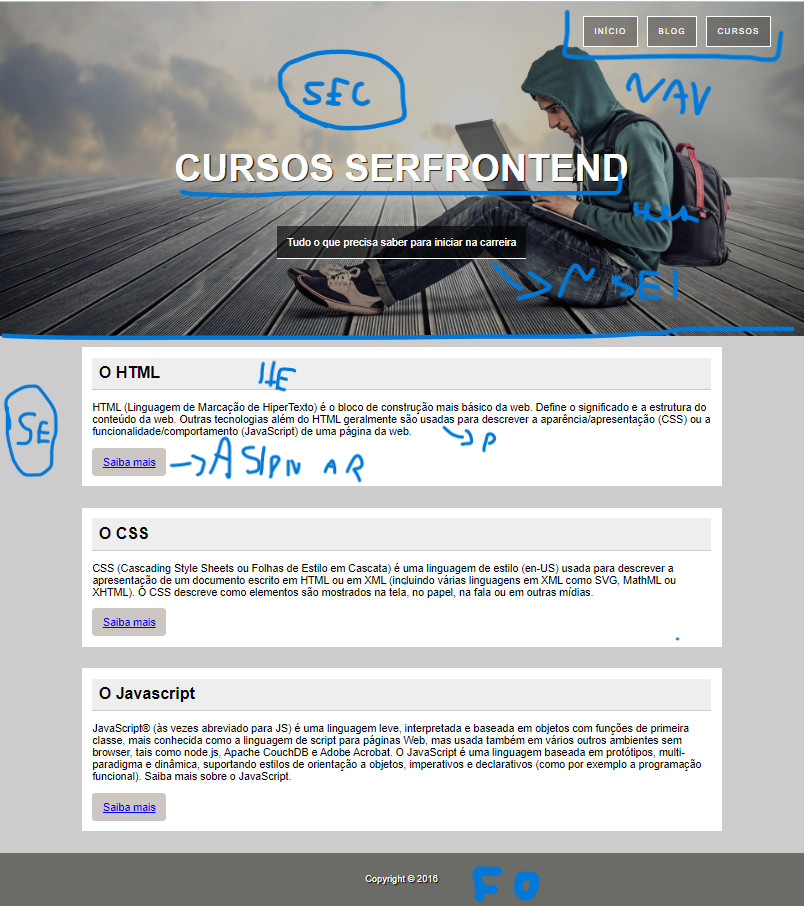 INÍCIO BLOG CURSOS
SEC
NAV
CURSOS SERFRONTEND
Tudo o que precisa saber para iniciar na carreira
N SEI
O HTML
HE
HTML (Linguagem de Marcação de HiperTexto) é o bloco de construção mais básico da web. Define o significado e a estrutura do
conteúdo da web. Outras tecnologias além do HTML geralmente são usadas para descrever a aparência/apresentação (CSS) ou a
funcionalidade/comportamento (JavaScript) de uma página da web.
SE
P
Saiba mais
O CSS
CSS (Cascading Style Sheets ou Folhas de Estilo em Cascata) é uma linguagem de estilo (en-US) usada para descrever a
apresentação de um documento escrito em HTML ou em XML (incluindo várias linguagens em XML como SVG, MathML ou
XHTML). O CSS descreve como elementos são mostrados na tela, no papel, na fala ou em outras mídias.
Saiba mais
O Javascript
JavaScript® (às vezes abreviado para JS) é uma linguagem leve, interpretada e baseada em objetos com funções de primeira
classe, mais conhecida como a linguagem de script para páginas Web, mas usada também em vários outros ambientes sem
browser, tais como node.js, Apache CouchDB e Adobe Acrobat. O JavaScript é uma linguagem baseada em protótipos, multi-
paradigma e dinâmica, suportando estilos de orientação a objetos, imperativos e declarativos (como por exemplo a programação
funcional). Saiba mais sobre o JavaScript.
Saiba mais
Copyright © 2016
FO